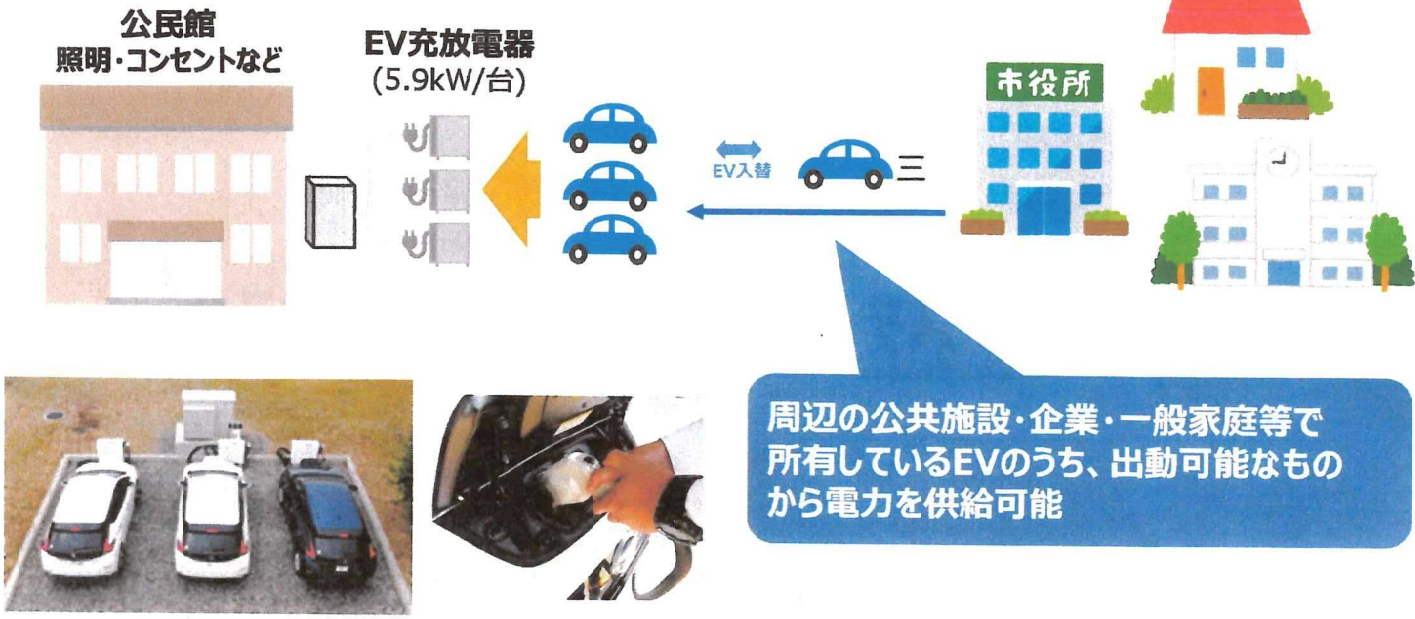 公民館
照明・コンセントなど
EV充放電器
(5.9kW/台)
EV入替
市役所
周辺の公共施設・企業・一般家庭等で
所有しているEVのうち、出動可能なもの
から電力を供給可能